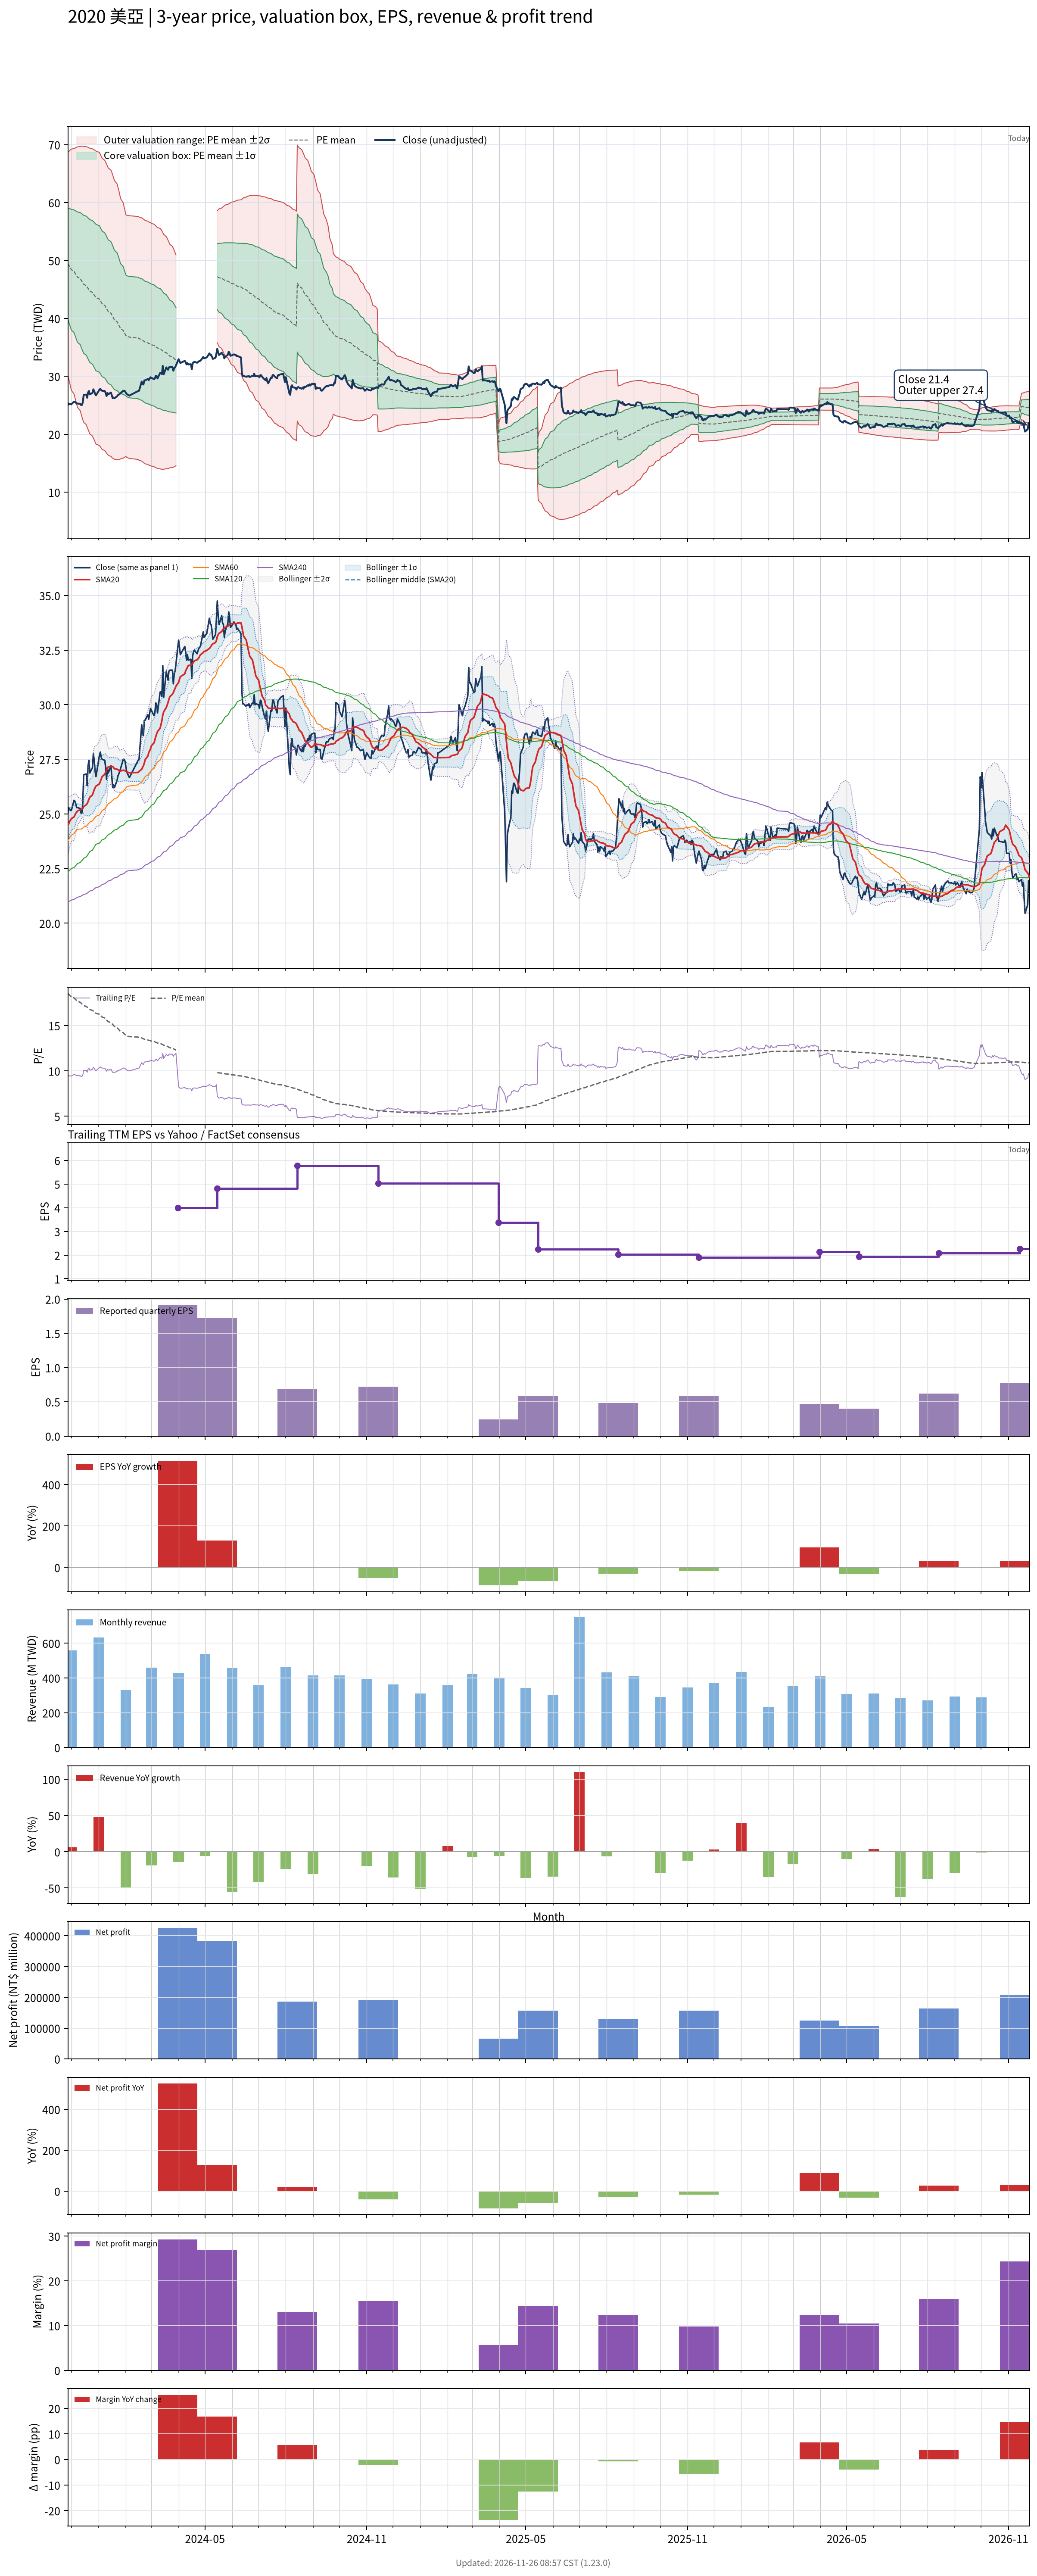 2020 美亞 | 3-year price, valuation box, EPS, revenue & profit trend
Outer valuation range: PE mean ±2σ
PE mean
Close (unadjusted)
Core valuation box: PE mean ±1σ
Today
Close 21.4
Outer upper 27.4
Price (TWD)
70
60
50
40
30
20
10
Close (same as panel 1)
SMA60
SMA240
Bollinger ±1σ
SMA20
SMA120
Bollinger ±2σ
Bollinger middle (SMA20)
Price
35.0
32.5
30.0
27.5
25.0
22.5
20.0
Trailing P/E
P/E mean
P/E
15
10
5
Trailing TTM EPS vs Yahoo / FactSet consensus
Today
EPS
6
5
4
3
2
1
Reported quarterly EPS
EPS
2.0
1.5
1.0
0.5
0.0
EPS YoY growth
YoY (%)
400
200
0
Monthly revenue
Revenue (M TWD)
600
400
200
0
Revenue YoY growth
YoY (%)
100
50
0
-50
Month
Net profit
Net profit (NT$ million)
400000
300000
200000
100000
0
Net profit YoY
YoY (%)
400
200
0
Net profit margin
Margin (%)
30
20
10
0
Margin YoY change
Δ margin (pp)
20
10
0
-10
-20
2024-05
2024-11
2025-05
2025-11
2026-05
2026-11
Updated: 2026-11-26 08:57 CST (1.23.0)